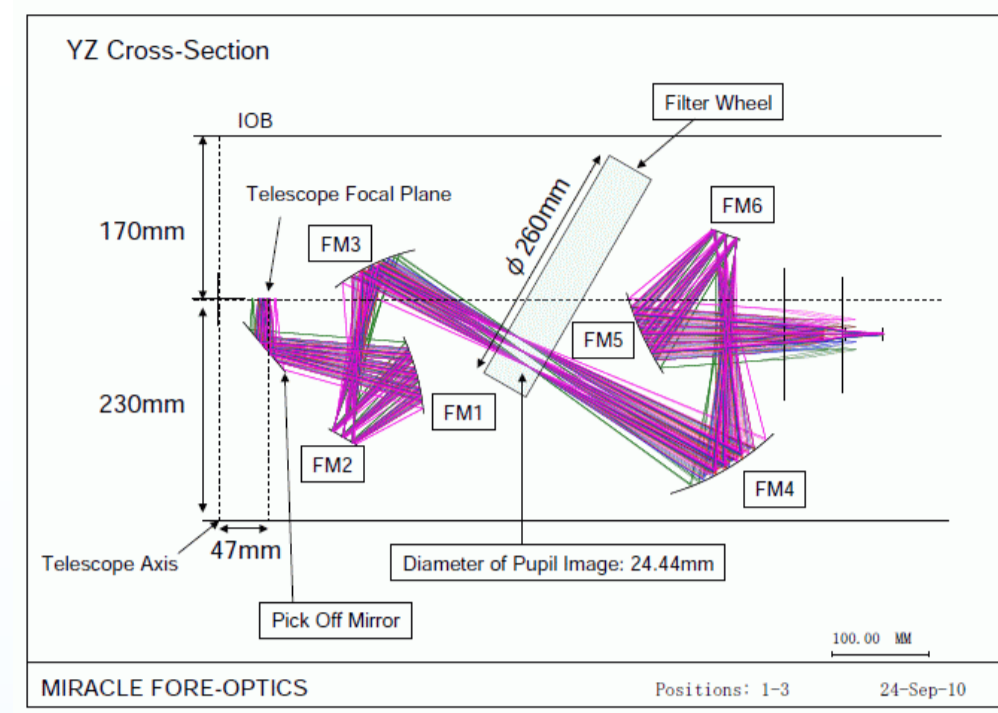 YZ Cross-Section
Filter Wheel
IOB
Telescope Focal Plane
FM6
170mm
FM3
ϕ 260mm
FM5
230mm
FM1
FM2
FM4
47mm
Telescope Axis
Diameter of Pupil Image: 24.44mm
Pick Off Mirror
100.00 MM
MIRACLE FORE-OPTICS
Positions: 1-3
24-Sep-10